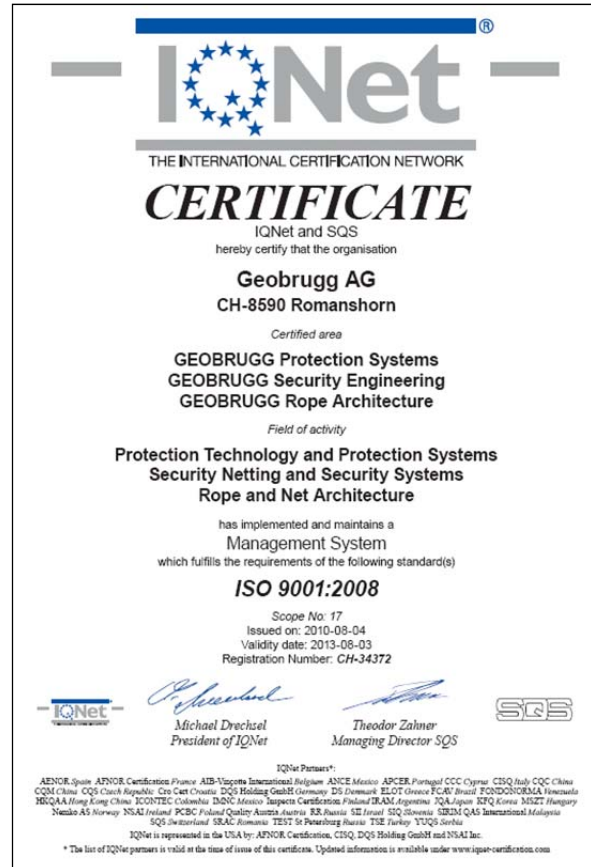 IQNet ®
THE INTERNATIONAL CERTIFICATION NETWORK
CERTIFICATE
IQNet and SQS
hereby certify that the organisation
Geobrugg AG
CH-8590 Romanshorn
Certified area
GEOBRUGG Protection Systems
GEOBRUGG Security Engineering
GEOBRUGG Rope Architecture
Field of activity
Protection Technology and Protection Systems
Security Netting and Security Systems
Rope and Net Architecture
has implemented and maintains a
Management System
which fulfills the requirements of the following standard(s)
ISO 9001:2008
Scope No: 17
Issued on: 2010-08-04
Validity date: 2013-08-03
Registration Number: CH-34372
IQNet
SQS
Michael Drechsel Theodor Zahner
President of IQNet Managing Director SQS
IQNet Partners*:
AENOR Spain AFNOR Certification France AIB-Vinçotte International Belgium ANCE Mexico APCER Portugal CCC Cyprus CISQ Italy CQC China
CQM China CQS Czech Republic Cro Cert Croatia DQS Holding GmbH Germany DS Denmark ELOT Greece FCAV Brazil FONDONORMA Venezuela
HKQAA Hong Kong China ICONTEC Colombia IMNC Mexico Inspecta Certification Finland IRAM Argentina JQA Japan KFQ Korea MSZT Hungary
Nemko AS Norway NSAI Ireland PCBC Poland Quality Austria Austria RR Russia SII Israel SIQ Slovenia SIRIM QAS International Malaysia
SQS Switzerland SRAC Romania TEST St Petersburg Russia TSE Turkey YUQS Serbia
IQNet is represented in the USA by: AFNOR Certification, CISQ, DQS Holding GmbH and NSAI Inc.
* The list of IQNet partners is valid at the time of issue of this certificate. Updated information is available under www.iqnet-certification.com